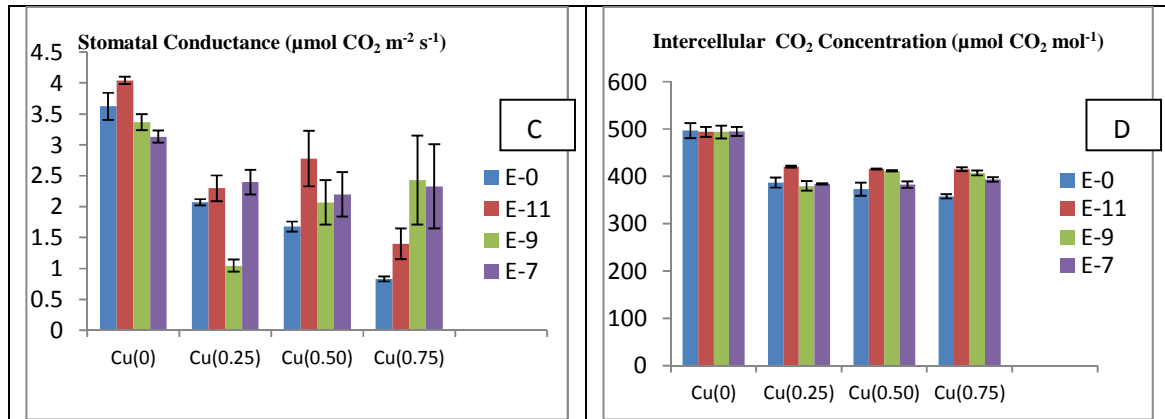 Stomatal Conductance (µmol CO₂ m⁻² s⁻¹)
4.5
4
3.5
3
2.5
2
1.5
1
0.5
0
Cu(0) Cu(0.25) Cu(0.50) Cu(0.75)
C
E-0
E-11
E-9
E-7
Intercellular CO₂ Concentration (µmol CO₂ mol⁻¹)
600
500
400
300
200
100
0
Cu(0) Cu(0.25) Cu(0.50) Cu(0.75)
D
E-0
E-11
E-9
E-7